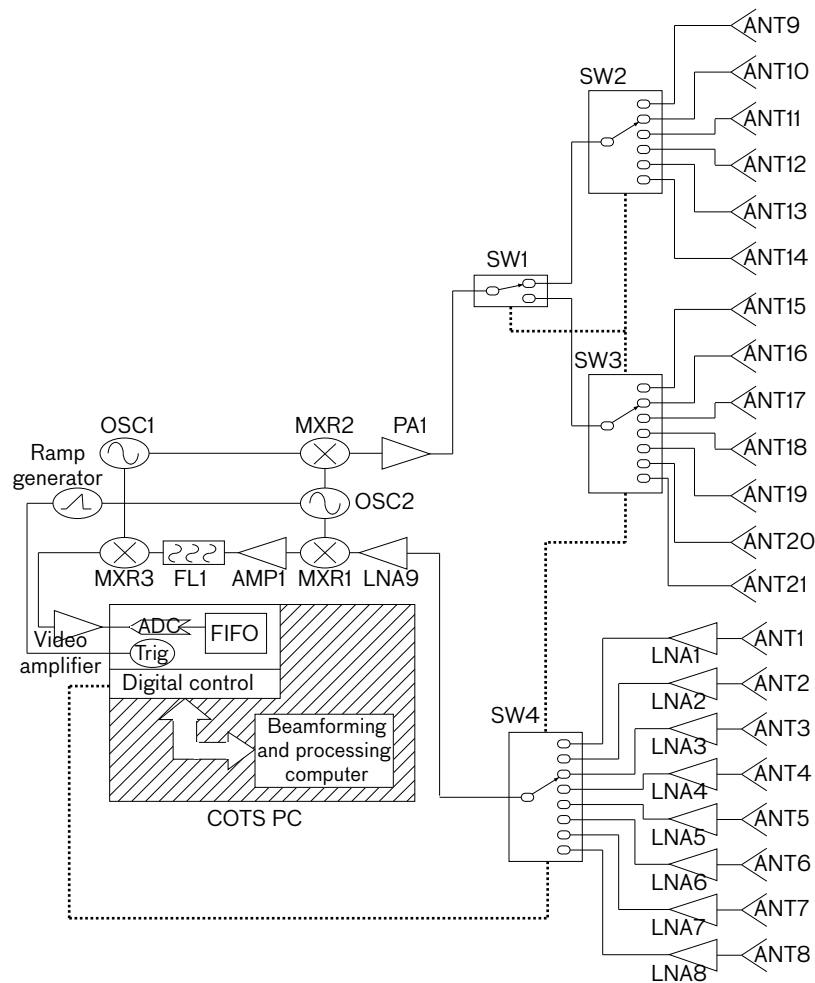 ANT9
SW2
ANT10
ANT11
ANT12
ANT13
ANT14
SW1
ANT15
ANT16
SW3
ANT17
ANT18
ANT19
ANT20
ANT21
OSC1
MXR2
PA1
Ramp
generator
OSC2
MXR3
FL1
AMP1
MXR1
LNA9
Video
amplifier
ADC
FIFO
Trig
Digital control
Beamforming
and processing
computer
COTS PC
SW4
ANT1
LNA1
ANT2
LNA2
ANT3
LNA3
ANT4
LNA4
ANT5
LNA5
ANT6
LNA6
ANT7
LNA7
ANT8
LNA8